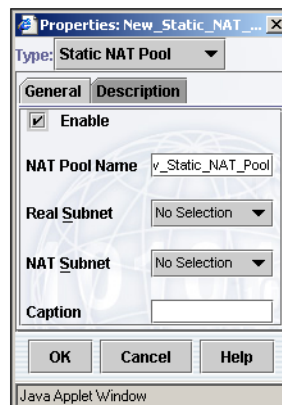 Properties: New_Static_NAT_...
Type: Static NAT Pool
General Description
Enable
NAT Pool Name v_Static_NAT_Pool
Real Subnet No Selection
NAT Subnet No Selection
Caption
OK Cancel Help
Java Applet Window